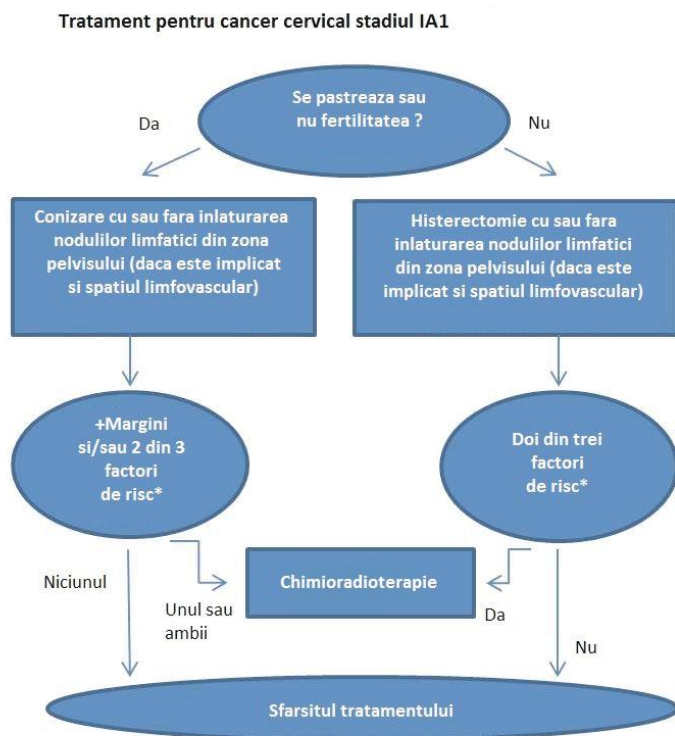 Tratament pentru cancer cervical stadiul IA1
Se pastreaza sau
nu fertilitatea ?
Da
Nu
Conizare cu sau fara inlaturarea
nodulilor limfatici din zona
pelvisului (daca este implicat
si spatiul limfovascular)
Histerectomie cu sau fara
inlaturarea nodulilor limfatici
din zona pelvisului (daca este
implicat si spatiul limfovascular)
+Margini
si/sau 2 din 3
factori
de risc*
Doi din trei
factori
de risc*
Niciunul
Unul sau
ambii
Chimioradioterapie
Da
Nu
Sfarsitul tratamentului